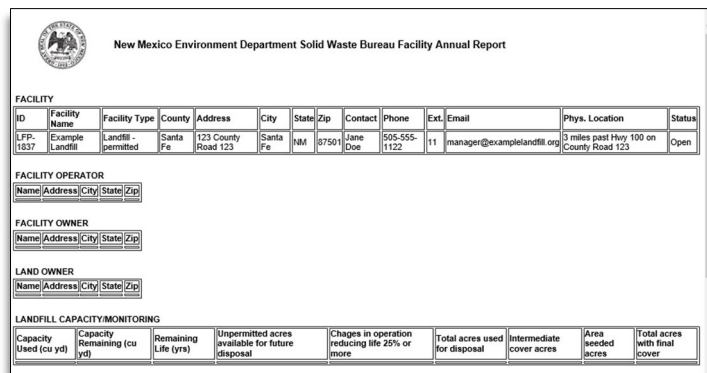 New Mexico Environment Department Solid Waste Bureau Facility Annual Report
FACILITY
ID Facility Name Facility Type County Address City State Zip Contact Phone Ext. Email Phys. Location Status
LFP-1837 Example Landfill Landfill - permitted Santa Fe 123 County Road 123 Santa Fe NM 87501 Jane Doe 505-555-1122 11 manager@examplelandfill.org 3 miles past Hwy 100 on County Road 123 Open
FACILITY OPERATOR
Name Address City State Zip
FACILITY OWNER
Name Address City State Zip
LAND OWNER
Name Address City State Zip
LANDFILL CAPACITY/MONITORING
Capacity Used (cu yd) Capacity Remaining (cu yd) Remaining Life (yrs) Unpermitted acres available for future disposal Chages in operation reducing life 25% or more Total acres used for disposal Intermediate cover acres Area seeded acres Total acres with final cover